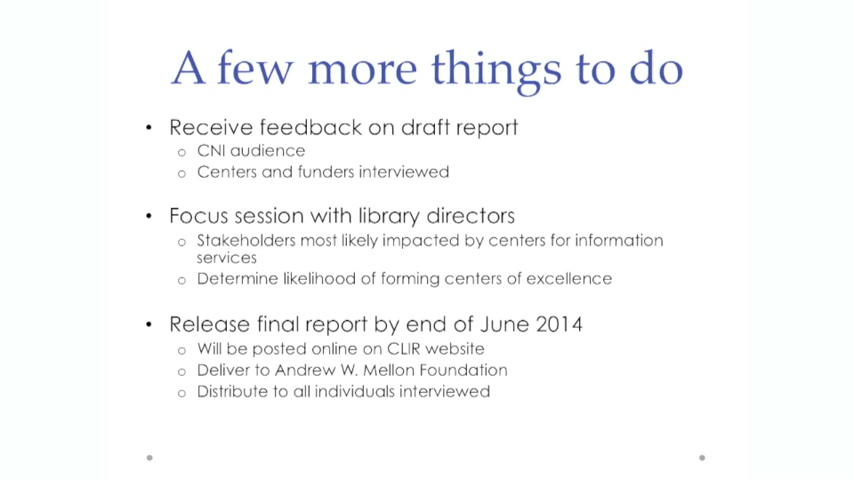 A few more things to do
• Receive feedback on draft report
o CNI audience
o Centers and funders interviewed
• Focus session with library directors
o Stakeholders most likely impacted by centers for information
services
o Determine likelihood of forming centers of excellence
• Release final report by end of June 2014
o Will be posted online on CLIR website
o Deliver to Andrew W. Mellon Foundation
o Distribute to all individuals interviewed